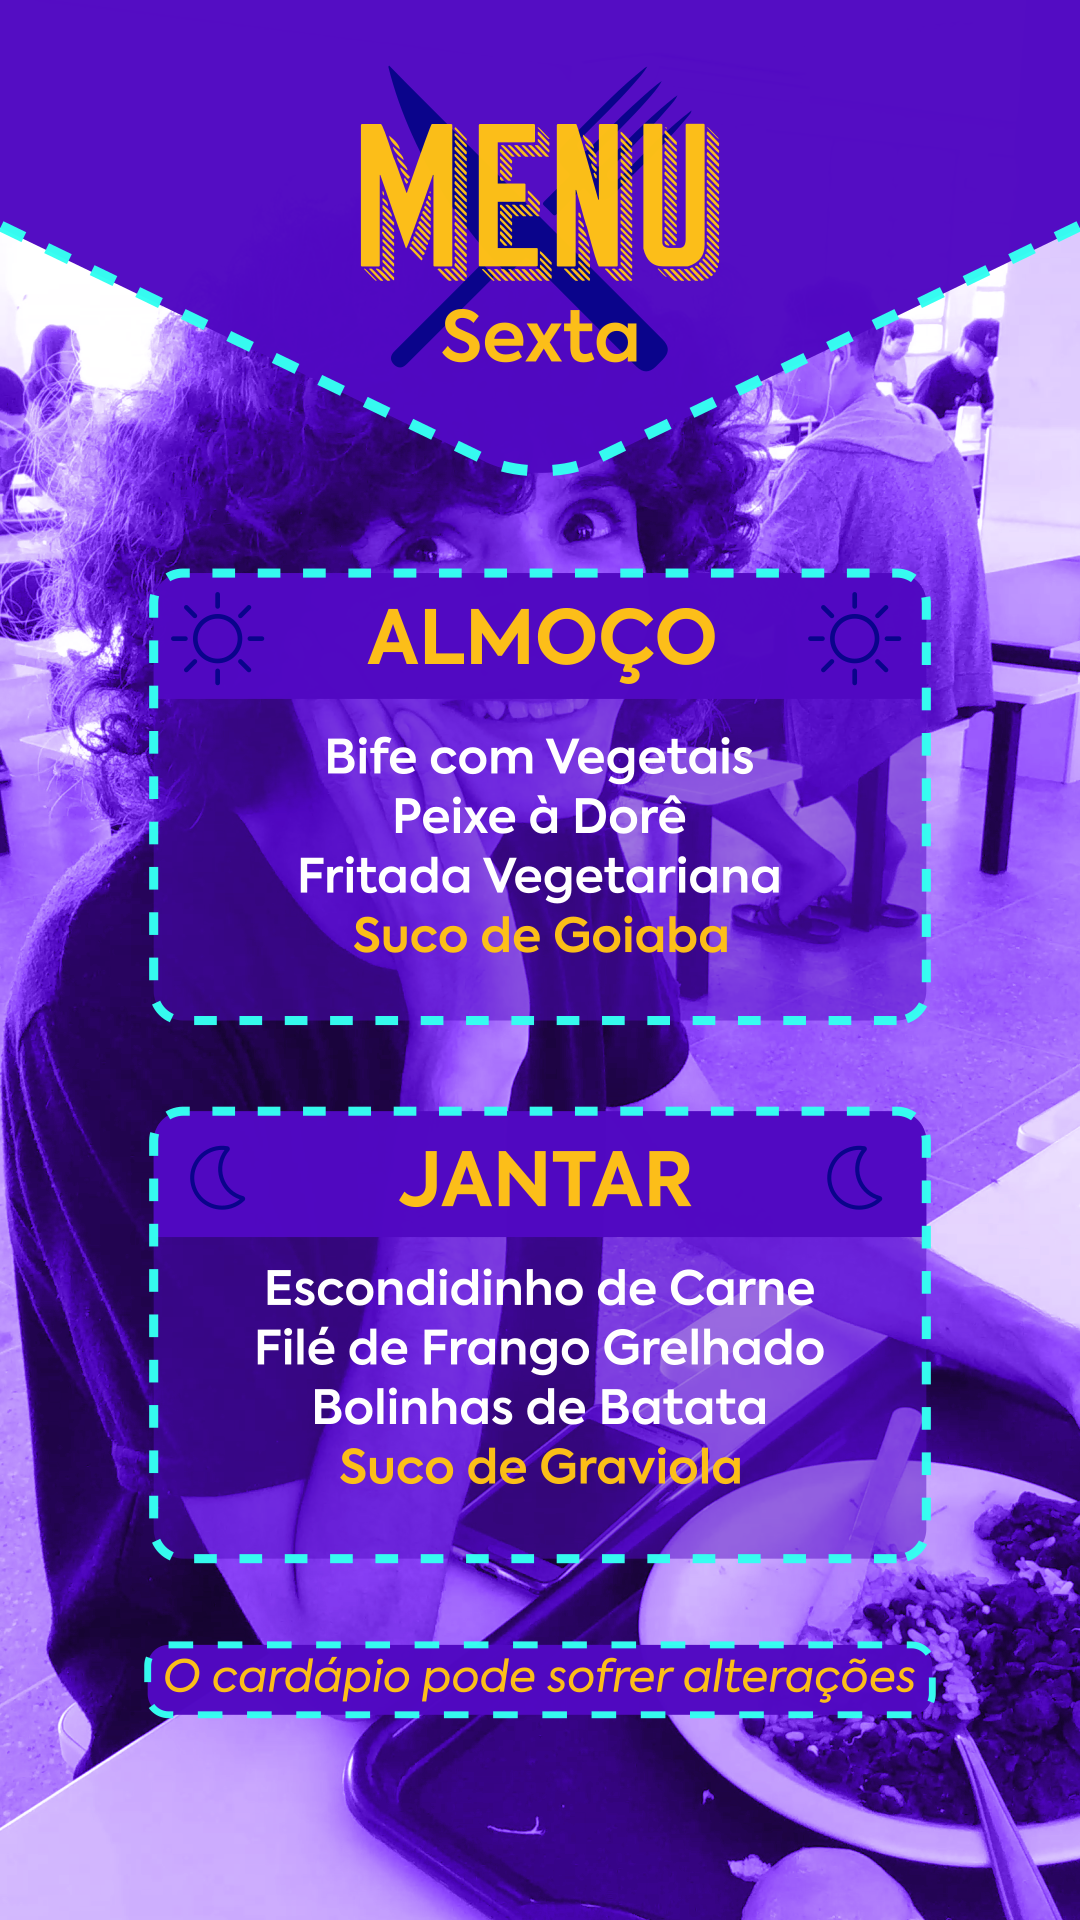 MENU
Sexta
ALMOÇO
Bife com Vegetais
Peixe à Dorê
Fritada Vegetariana
Suco de Goiaba
JANTAR
Escondidinho de Carne
Filé de Frango Grelhado
Bolinhas de Batata
Suco de Graviola
O cardápio pode sofrer alterações